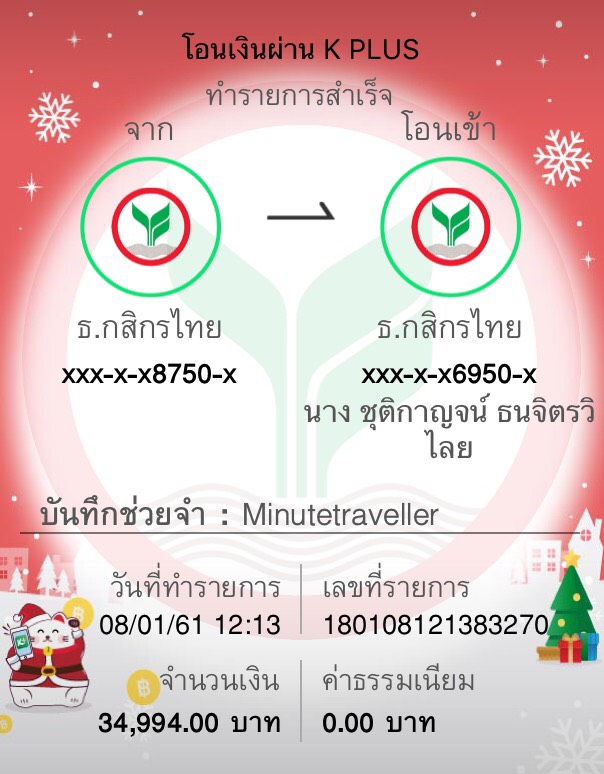 โอนเงินผ่าน K PLUS
ทำรายการสำเร็จ
จาก
โอนเข้า
ธ.กสิกรไทย
xxx-x-x8750-x
ธ.กสิกรไทย
xxx-x-x6950-x
นาง ชุติกาญจน์ ธนจิตรวิ
ไลย
บันทึกช่วยจำ : Minutetraveller
วันที่ทำรายการ
08/01/61 12:13
เลขที่รายการ
180108121383270
จำนวนเงิน
34,994.00 บาท
ค่าธรรมเนียม
0.00 บาท